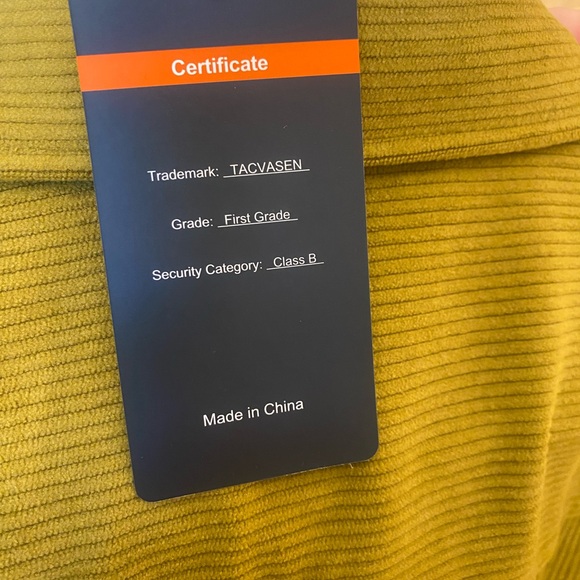 Certificate
Trademark: TACVASEN
Grade: First Grade
Security Category: Class B
Made in China